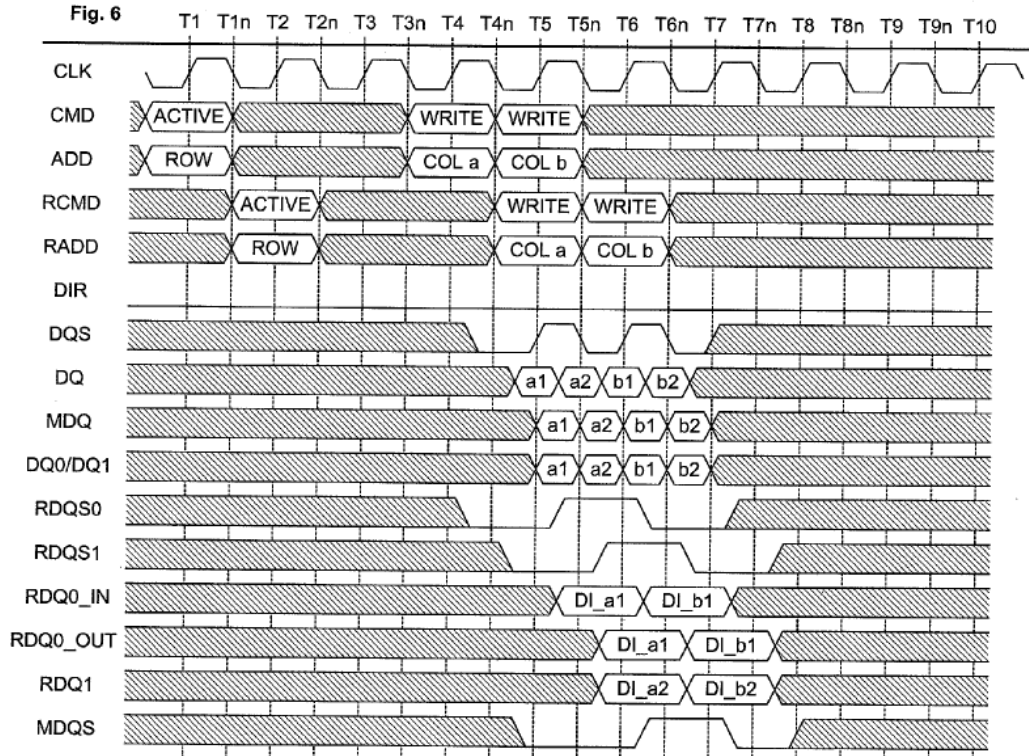 Fig. 6
T1 T1n T2 T2n T3 T3n T4 T4n T5 T5n T6 T6n T7 T7n T8 T8n T9 T9n T10
CLK
CMD ACTIVE WRITE WRITE
ADD ROW COL a COL b
RCMD ACTIVE WRITE WRITE
RADD ROW COL a COL b
DIR
DQS
DQ a1 a2 b1 b2
MDQ a1 a2 b1 b2
DQ0/DQ1 a1 a2 b1 b2
RDQS0
RDQS1
RDQ0_IN DI_a1 DI_b1
RDQ0_OUT DI_a1 DI_b1
RDQ1 DI_a2 DI_b2
MDQS